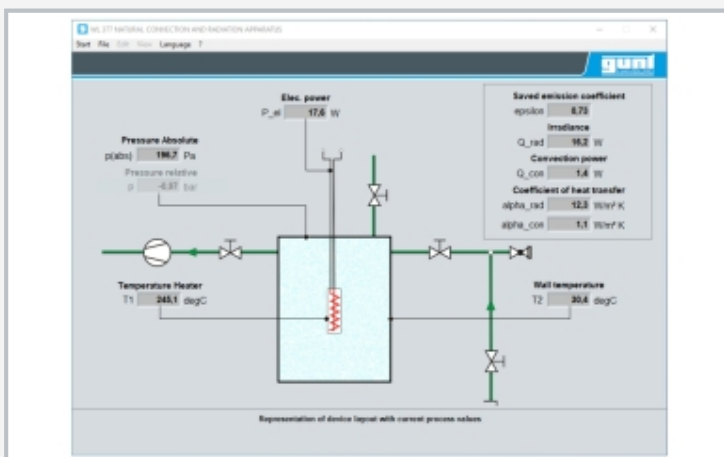 WL 377 NATURAL CONNECTION AND RADIATION APPARATUS
Start File Edit View Language ?
gunt
Elec. power
P_el 17,6 W
Pressure Absolute
p(abs) 196,7 Pa
Pressure relative
p -0,97 bar
Saved emission coefficient
epsilon 0,73
Irradiance
Q_rad 16,2 W
Convection power
Q_con 1,4 W
Coefficient of heat transfer
alpha_rad 12,3 W/m² K
alpha_con 1,1 W/m² K
Temperature Heater
T1 245,1 degC
Wall temperature
T2 30,4 degC
Representation of device layout with current process values